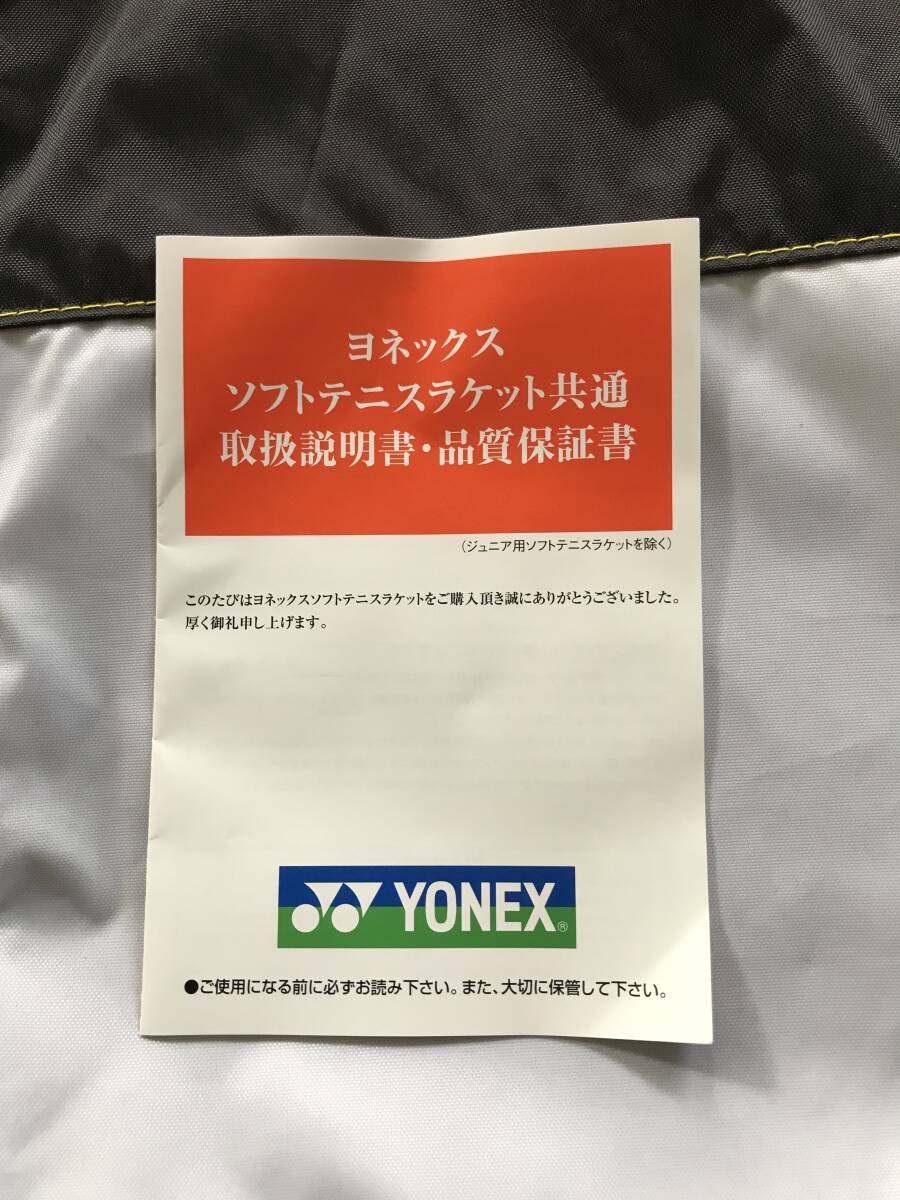 ヨネックス
ソフトテニスラケット共通
取扱説明書・品質保証書
（ジュニア用ソフトテニスラケットを除く）
このたびはヨネックスソフトテニスラケットをご購入頂き誠にありがとうございました。
厚く御礼申し上げます。
YONEX®
●ご使用になる前に必ずお読み下さい。また、大切に保管して下さい。